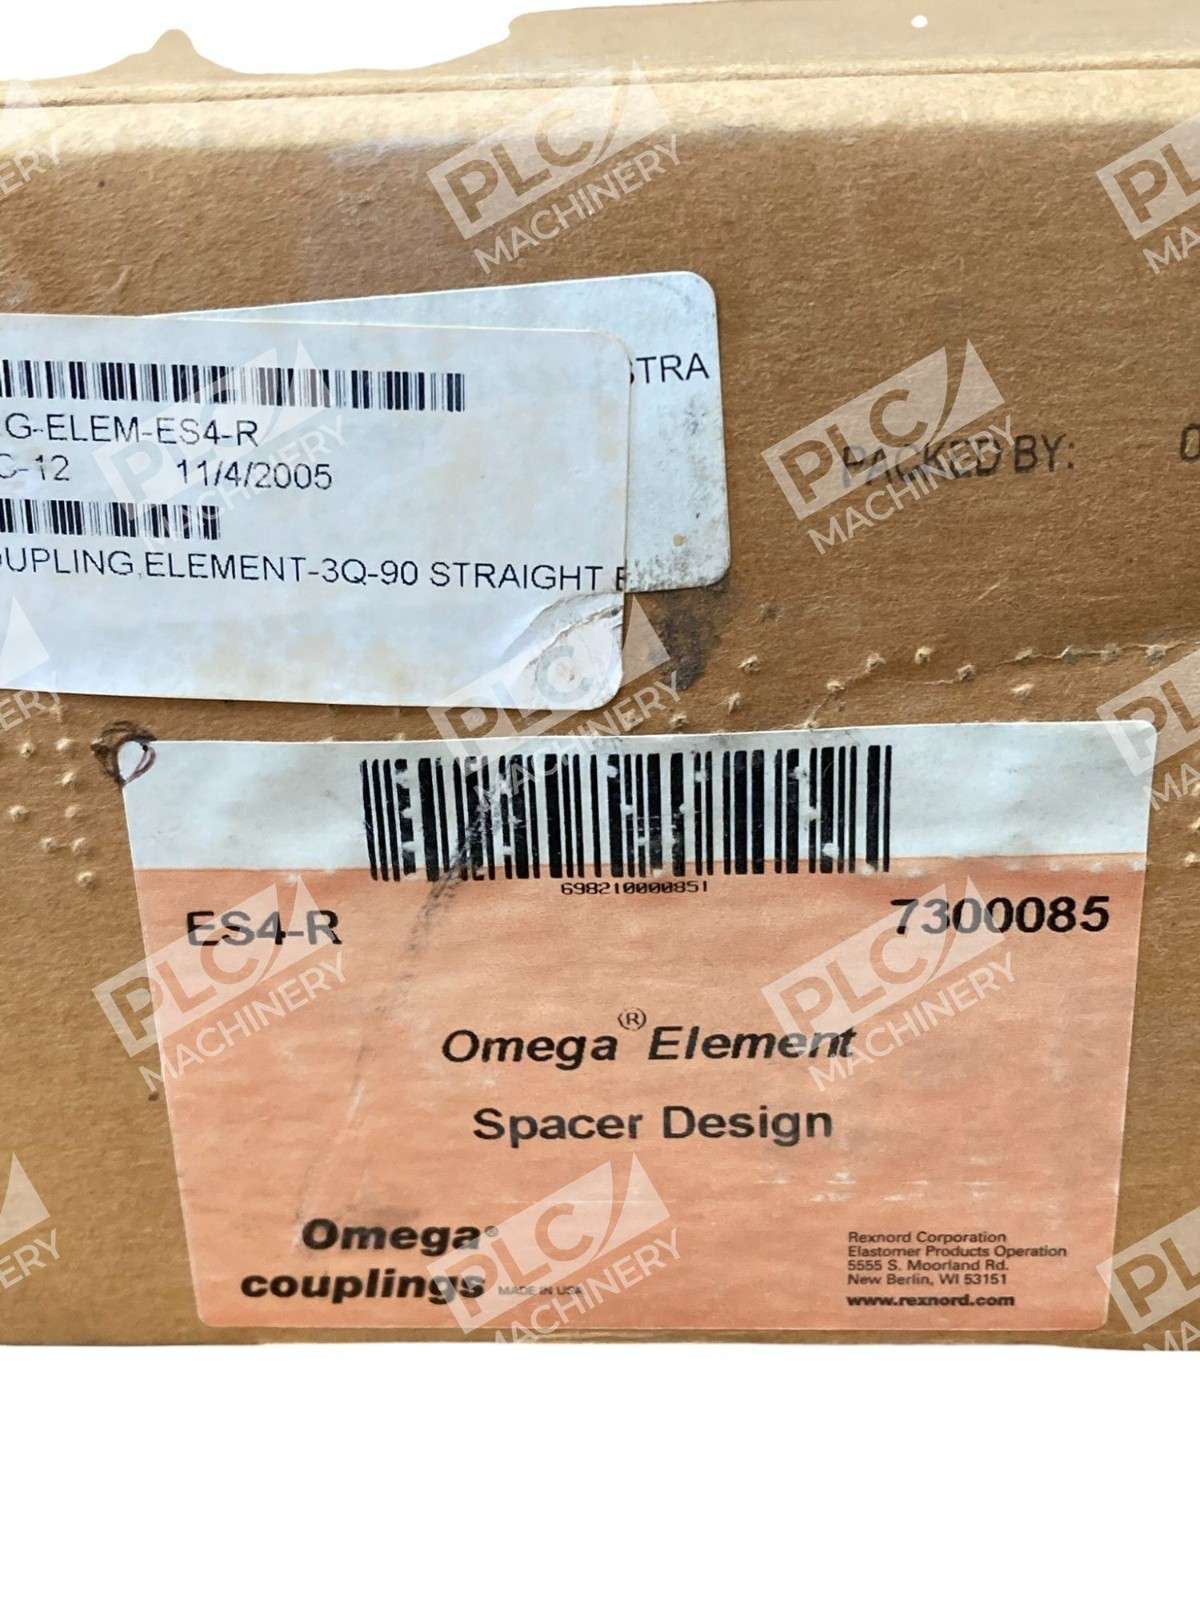 STRA
G-ELEM-ES4-R
C-12 11/4/2005
OUPLING,ELEMENT-3Q-90 STRAIGHT
PACKED BY: 0
698210000851
ES4-R 7300085
Omega® Element
Spacer Design
Omega®
couplings MADE IN USA
Rexnord Corporation
Elastomer Products Operation
5555 S. Moorland Rd.
New Berlin, WI 53151
www.rexnord.com
PLC
MACHINERY